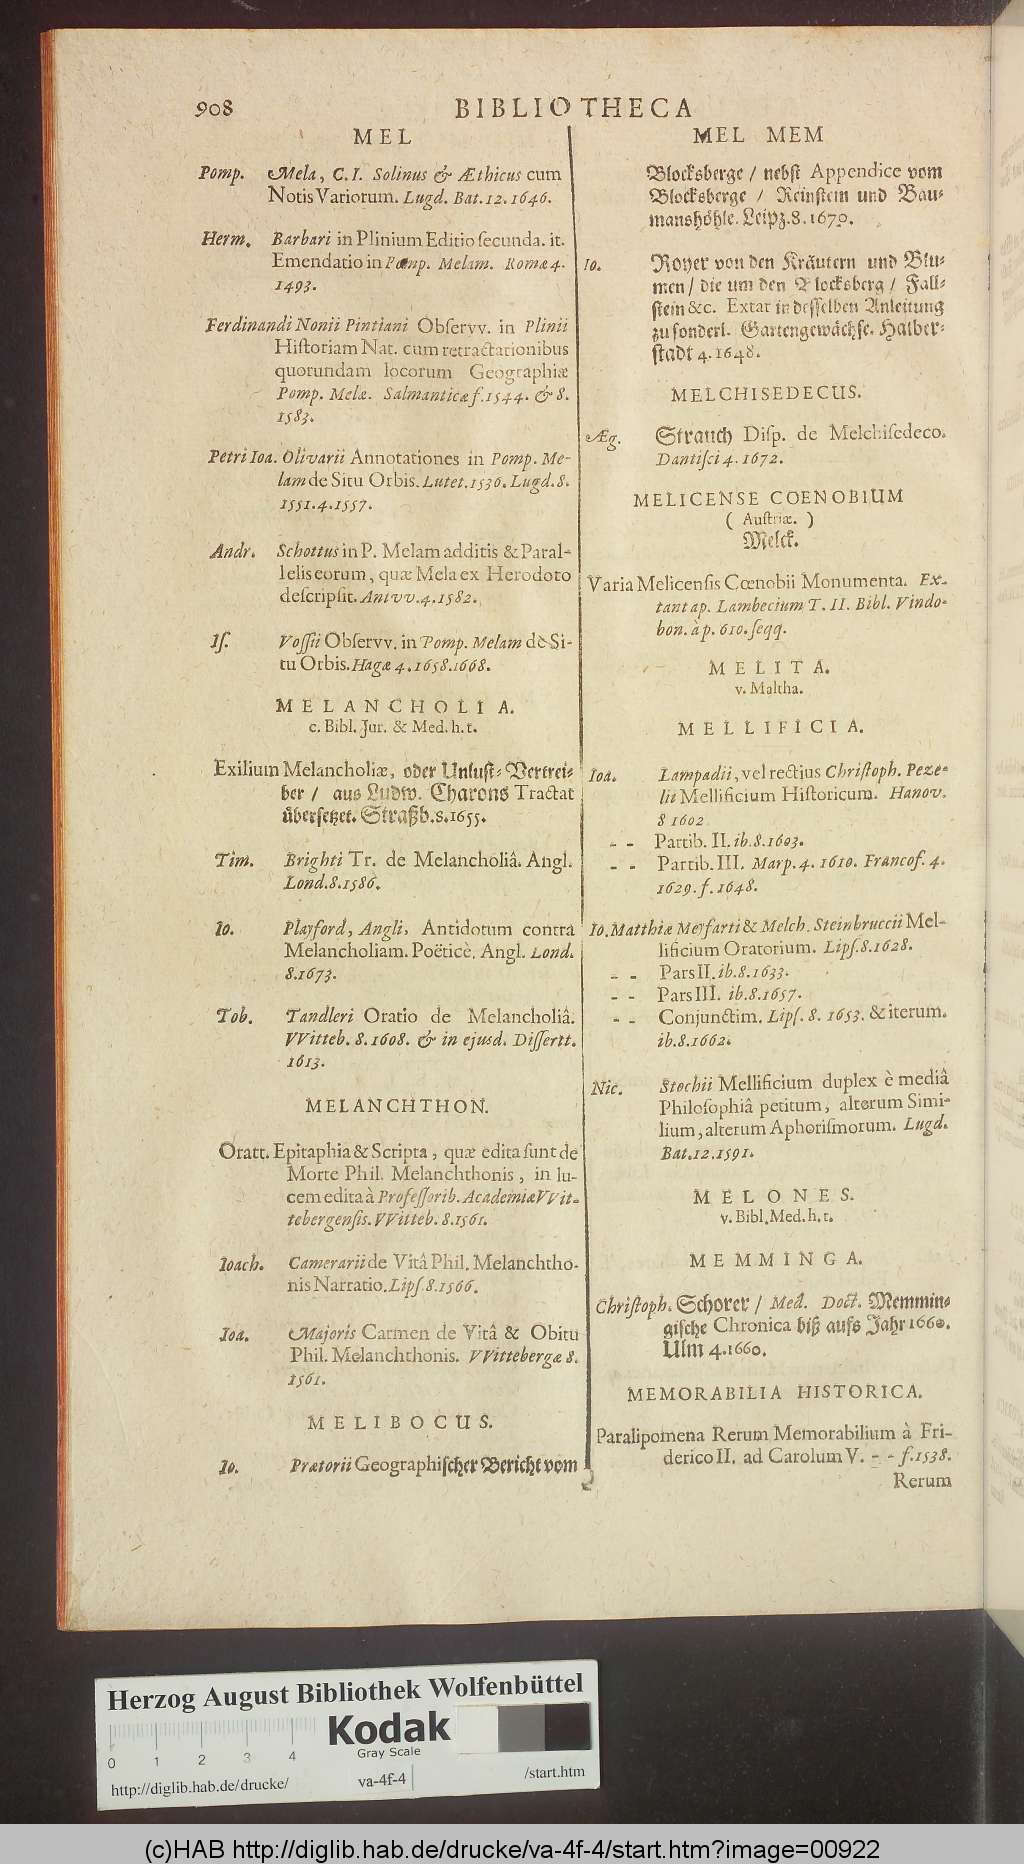 908
BIBLIOTHECA
MEL
Pomp. Mela, C. I. Solinus & Æthicus cum
Notis Variorum. Lugd. Bat. 12. 1646.
Herm. Barbari in Plinium Editio ſecunda. it.
Emendatio in Pomp. Melam. Romæ 4.
1493.
Ferdinandi Nonii Pintiani Obſervv. in Plinii
Hiſtoriam Nat. cum retractationibus
quorundam locorum Geographiæ
Pomp. Melæ. Salmanticæ f. 1544. & 8.
1583.
Petri Ioa. Olivarii Annotationes in Pomp. Me-
lam de Situ Orbis. Lutet. 1536. Lugd. 8.
1551. 4. 1557.
Andr. Schottus in P. Melam additis & Paral-
lelis eorum, quæ Mela ex Herodoto
deſcripſit. Antvv. 4. 1582.
Iſ. Voſſii Obſervv. in Pomp. Melam de Si-
tu Orbis. Hagæ 4. 1658. 1668.
MELANCHOLIA.
c. Bibl. Jur. & Med. h. t.
Exilium Melancholiæ, oder Unluſt-Vertrei-
ber / aus Ludw. Charons Tractat
überſetzet. Straßb. 8. 1655.
Tim. Brighti Tr. de Melancholiâ. Angl.
Lond. 8. 1586.
Io. Playford, Angli, Antidotum contra
Melancholiam. Poëticè. Angl. Lond.
8. 1673.
Tob. Tandleri Oratio de Melancholiâ.
VVitteb. 8. 1608. & in ejusd. Diſſertt.
1613.
MELANCHTHON.
Oratt. Epitaphia & Scripta, quæ edita ſunt de
Morte Phil. Melanchthonis, in lu-
cem edita à Profeſſorib. Academiæ VVit-
tebergenſis. VVitteb. 8. 1561.
Ioach. Camerarii de Vitâ Phil. Melanchtho-
nis Narratio. Lipſ. 8. 1566.
Ioa. Majoris Carmen de Vitâ & Obitu
Phil. Melanchthonis. VVittebergæ 8.
1561.
MELIBOCUS.
Io. Prætorii Geographiſcher Bericht vom
MEL MEM
Blocksberge / nebſt Appendice vom
Blocksberge / Reinſtein und Bau-
manshöhle. Leipz. 8. 1670.
Io. Royer von den Kräutern und Blu-
men / die um den Blocksberg / Fall-
ſtein &c. Extar in deſſelben Anleitung
zu ſonderl. Gartengewächſe. Halber-
ſtadt 4. 1648.
MELCHISEDECUS.
Æg. Strauch Diſp. de Melchiſedeco.
Dantiſci 4. 1672.
MELICENSE COENOBIUM
( Auſtriæ. )
Melck.
Varia Melicenſis Cœnobii Monumenta. Ex-
tant ap. Lambecium T. II. Bibl. Vindo-
bon. à p. 610. ſeqq.
MELITA.
v. Maltha.
MELLIFICIA.
Ioa. Lampadii, vel rectius Chriſtoph. Peze-
lii Mellificium Hiſtoricum. Hanov.
8 1602
- - Partib. II. ib. 8. 1603.
- - Partib. III. Marp. 4. 1610. Francof. 4.
1629. f. 1648.
Io. Matthiæ Meyfarti & Melch. Steinbruccii Mel-
lificium Oratorium. Lipſ. 8. 1628.
- - Pars II. ib. 8. 1633.
- - Pars III. ib. 8. 1657.
- - Conjunctim. Lipſ. 8. 1653. & iterum.
ib. 8. 1662.
Nic. Stochii Mellificium duplex è mediâ
Philoſophiâ petitum, alterum Simi-
lium, alterum Aphoriſmorum. Lugd.
Bat. 12. 1591.
MELONES.
v. Bibl. Med. h. t.
MEMMINGA.
Chriſtoph. Schorer / Med. Doct. Memmin-
giſche Chronica biß aufs Jahr 1660.
Ulm 4. 1660.
MEMORABILIA HISTORICA.
Paralipomena Rerum Memorabilium à Fri-
derico II. ad Carolum V. - - f. 1538.
Rerum
Herzog August Bibliothek Wolfenbüttel
Kodak
Gray Scale
0 1 2 3 4
http://diglib.hab.de/drucke/ va-4f-4 /start.htm
(c)HAB http://diglib.hab.de/drucke/va-4f-4/start.htm?image=00922